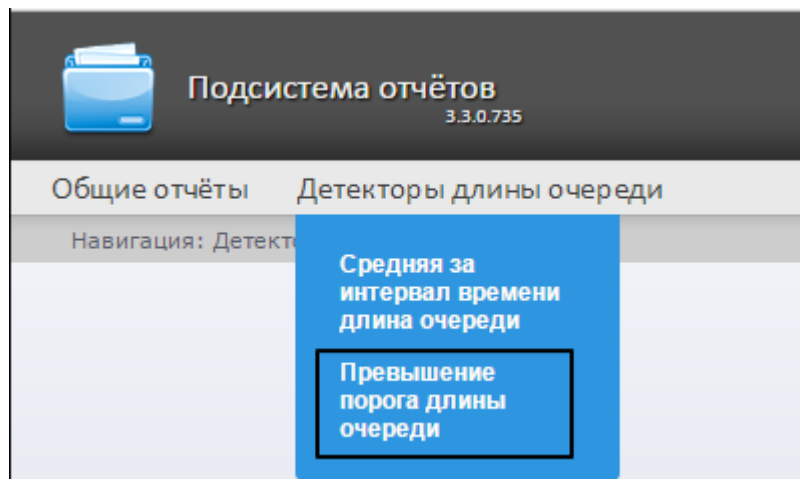 Подсистема отчётов
3.3.0.735
Общие отчёты Детекторы длины очереди
Навигация: Детект
Средняя за
интервал времени
длина очереди
Превышение
порога длины
очереди